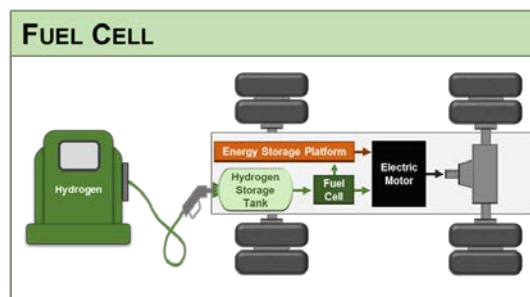 FUEL CELL
Energy Storage Platform
Hydrogen
Hydrogen
Storage
Tank
Fuel
Cell
Electric
Motor